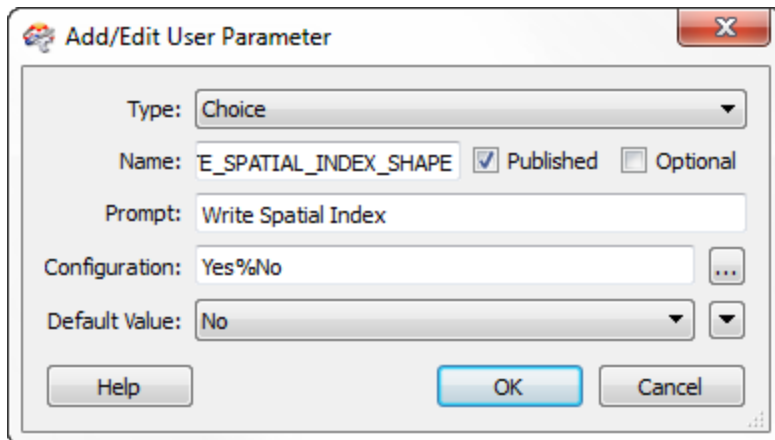 Add/Edit User Parameter
Type: Choice
Name: E_SPATIAL_INDEX_SHAPE Published Optional
Prompt: Write Spatial Index
Configuration: Yes%No ...
Default Value: No
Help OK Cancel